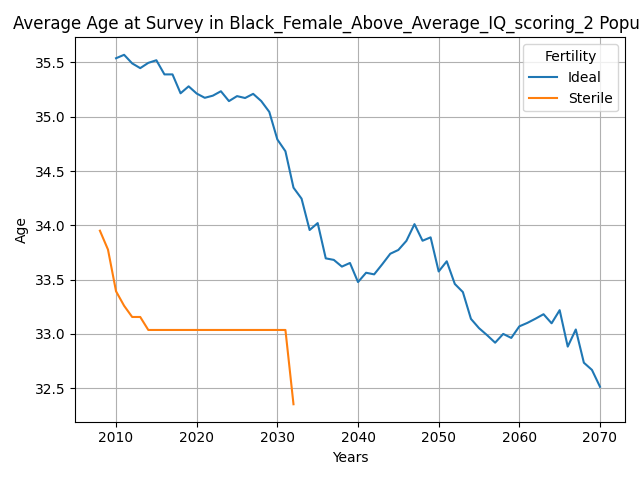 Average Age at Survey in Black_Female_Above_Average_IQ_scoring_2 Popu
Fertility
Ideal
Sterile
35.5
35.0
34.5
34.0
33.5
33.0
32.5
Age
2010 2020 2030 2040 2050 2060 2070
Years